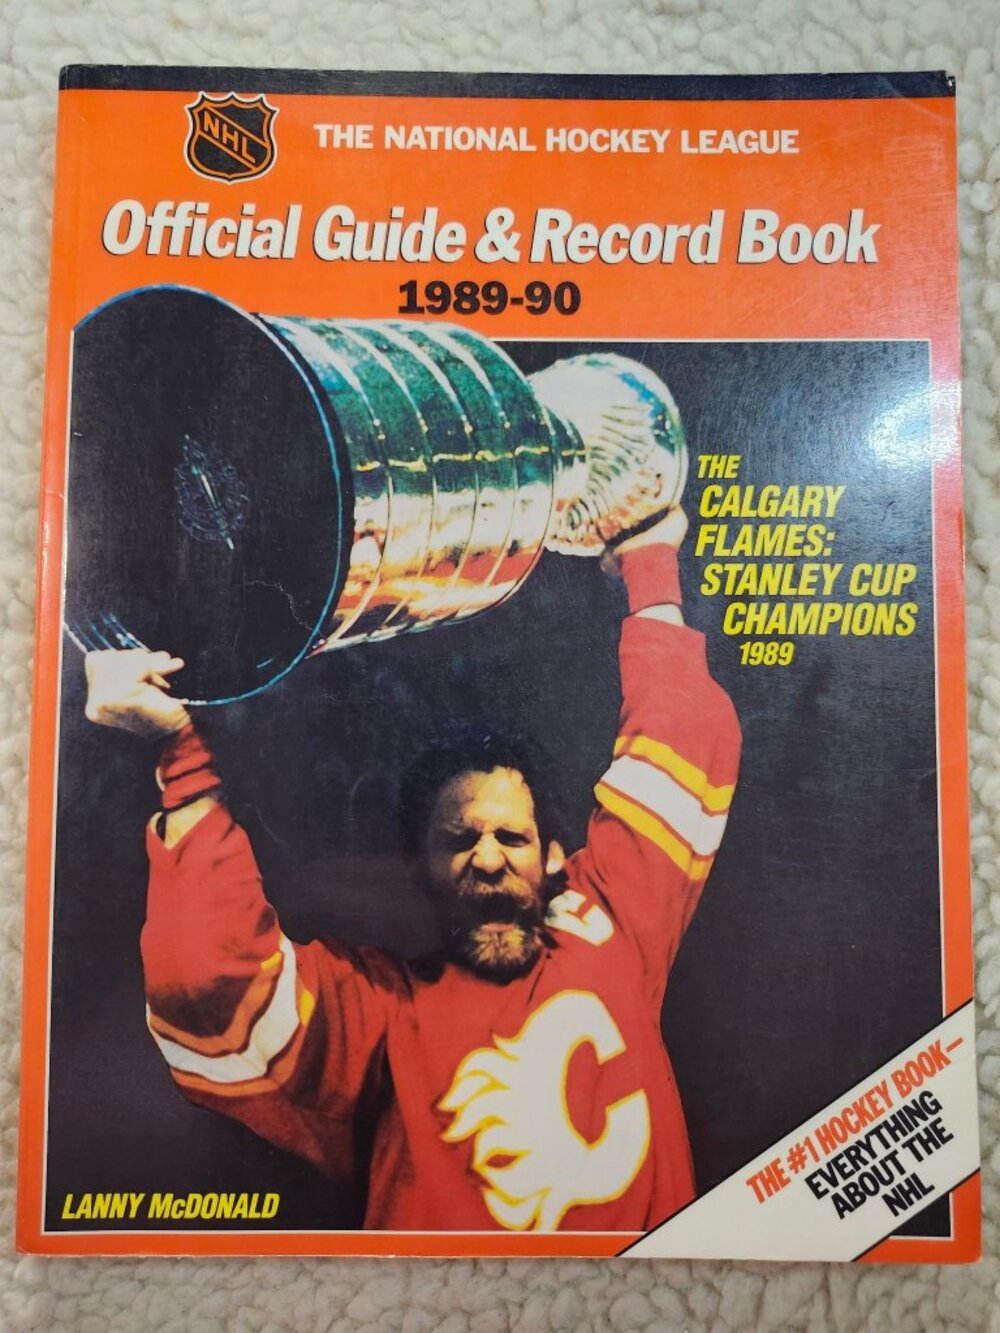 NHL
THE NATIONAL HOCKEY LEAGUE
Official Guide & Record Book
1989-90
THE
CALGARY
FLAMES:
STANLEY CUP
CHAMPIONS
1989
C
C
LANNY McDONALD
THE #1 HOCKEY BOOK—
EVERYTHING
ABOUT THE
NHL